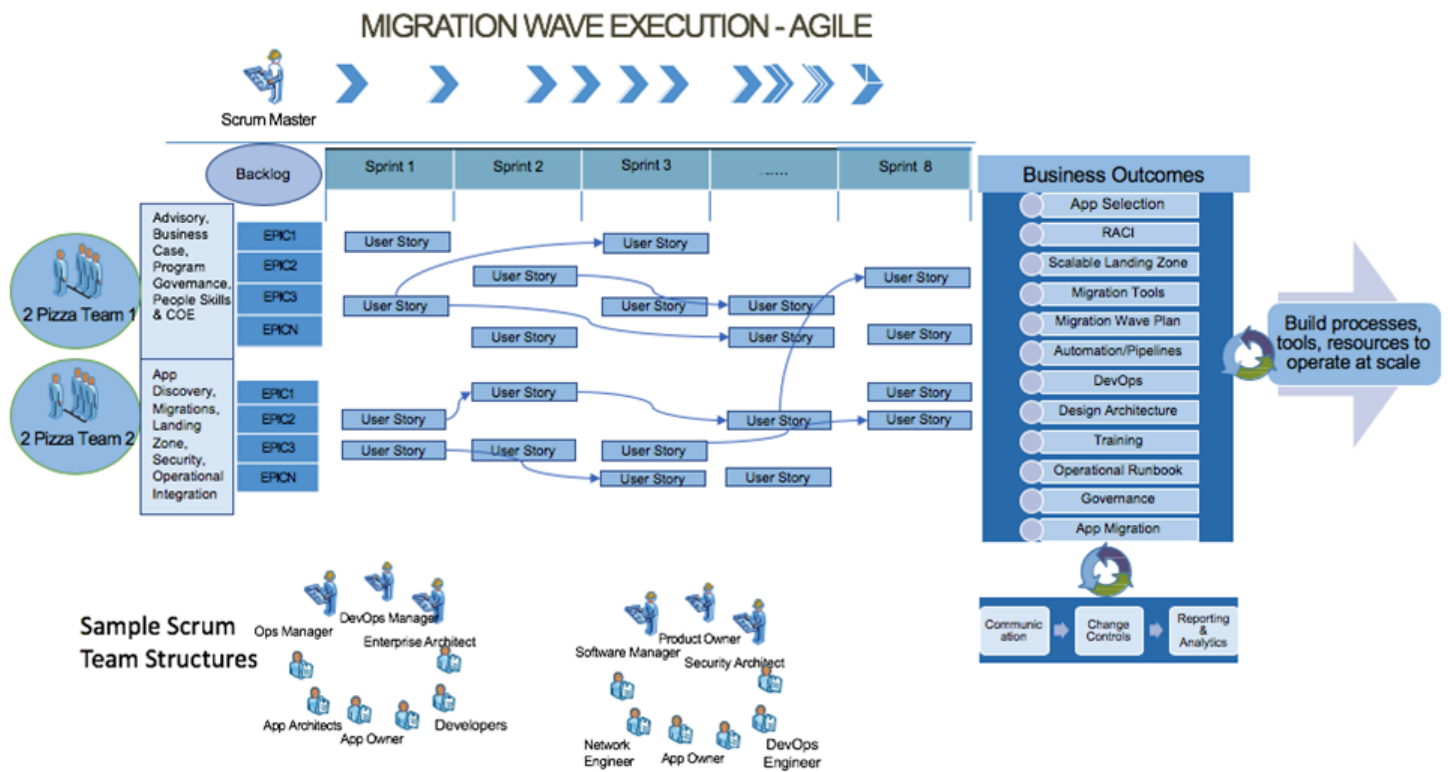 MIGRATION WAVE EXECUTION - AGILE
Scrum Master
Backlog
Sprint 1
Sprint 2
Sprint 3
.......
Sprint 8
2 Pizza Team 1
Advisory,
Business
Case,
Program
Governance,
People Skills
& COE
EPIC1
EPIC2
EPIC3
EPICN
User Story
User Story
User Story
User Story
User Story
User Story
User Story
User Story
User Story
User Story
2 Pizza Team 2
App
Discovery,
Migrations,
Landing
Zone,
Security,
Operational
Integration
EPIC1
EPIC2
EPIC3
EPICN
User Story
User Story
User Story
User Story
User Story
User Story
User Story
User Story
User Story
User Story
Business Outcomes
App Selection
RACI
Scalable Landing Zone
Migration Tools
Migration Wave Plan
Automation/Pipelines
DevOps
Design Architecture
Training
Operational Runbook
Governance
App Migration
Build processes,
tools, resources to
operate at scale
Communic
ation
Change
Controls
Reporting
&
Analytics
Sample Scrum
Team Structures
Ops Manager
DevOps Manager
Enterprise Architect
App Architects
App Owner
Developers
Software Manager
Product Owner
Security Architect
Network
Engineer
App Owner
DevOps
Engineer